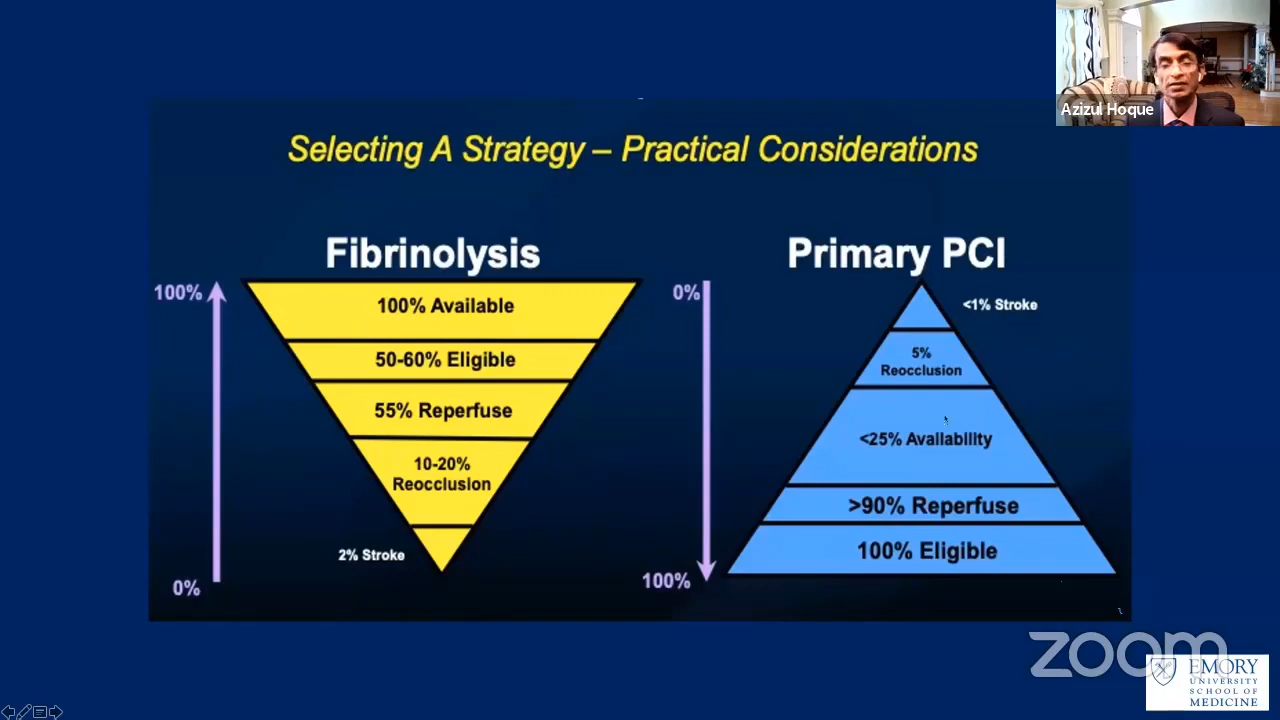 Azizul Hoque
Selecting A Strategy – Practical Considerations
Fibrinolysis
100%
100% Available
50-60% Eligible
55% Reperfuse
10-20%
Reocclusion
2% Stroke
0%
Primary PCI
0%
<1% Stroke
5%
Reocclusion
<25% Availability
>90% Reperfuse
100% Eligible
100%
zoom
EMORY
UNIVERSITY
SCHOOL OF
MEDICINE